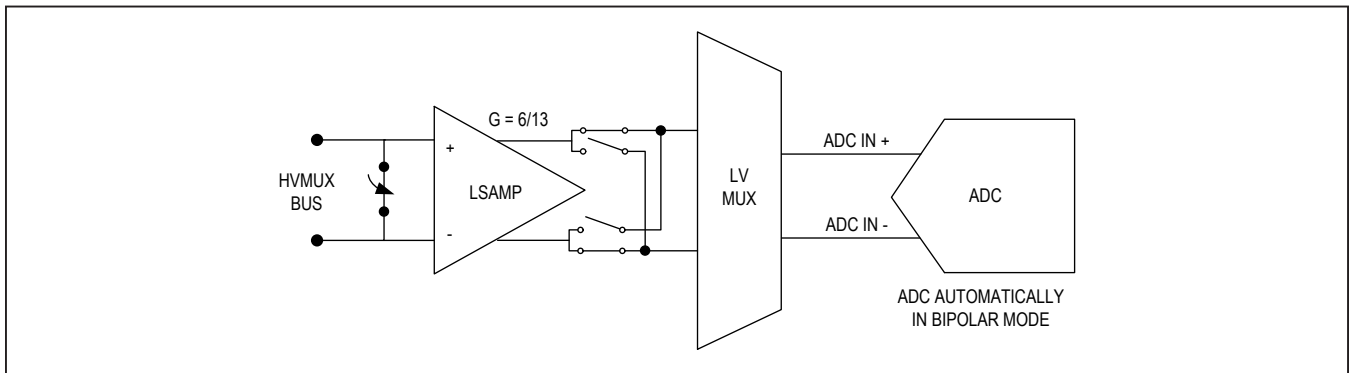 G = 6/13
+
HVMUX
BUS
LSAMP
-
LV
MUX
ADC IN +
ADC IN -
ADC
ADC AUTOMATICALLY
IN BIPOLAR MODE